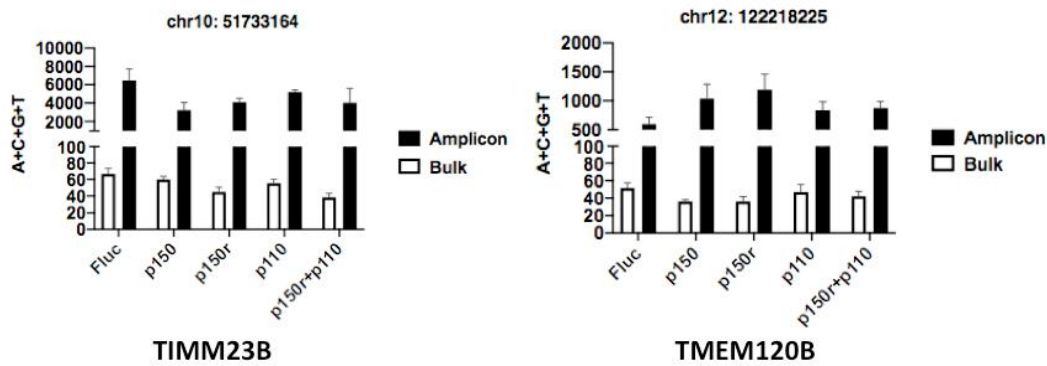 chr10: 51733164
A+C+G+T
10000
8000
6000
4000
2000
100
80
60
40
20
0
Fluc
p150
p150r
p110
p150r+p110
Amplicon
Bulk
TIMM23B
chr12: 122218225
A+C+G+T
2000
1500
1000
500
100
80
60
40
20
0
Fluc
p150
p150r
p110
p150r+p110
Amplicon
Bulk
TMEM120B